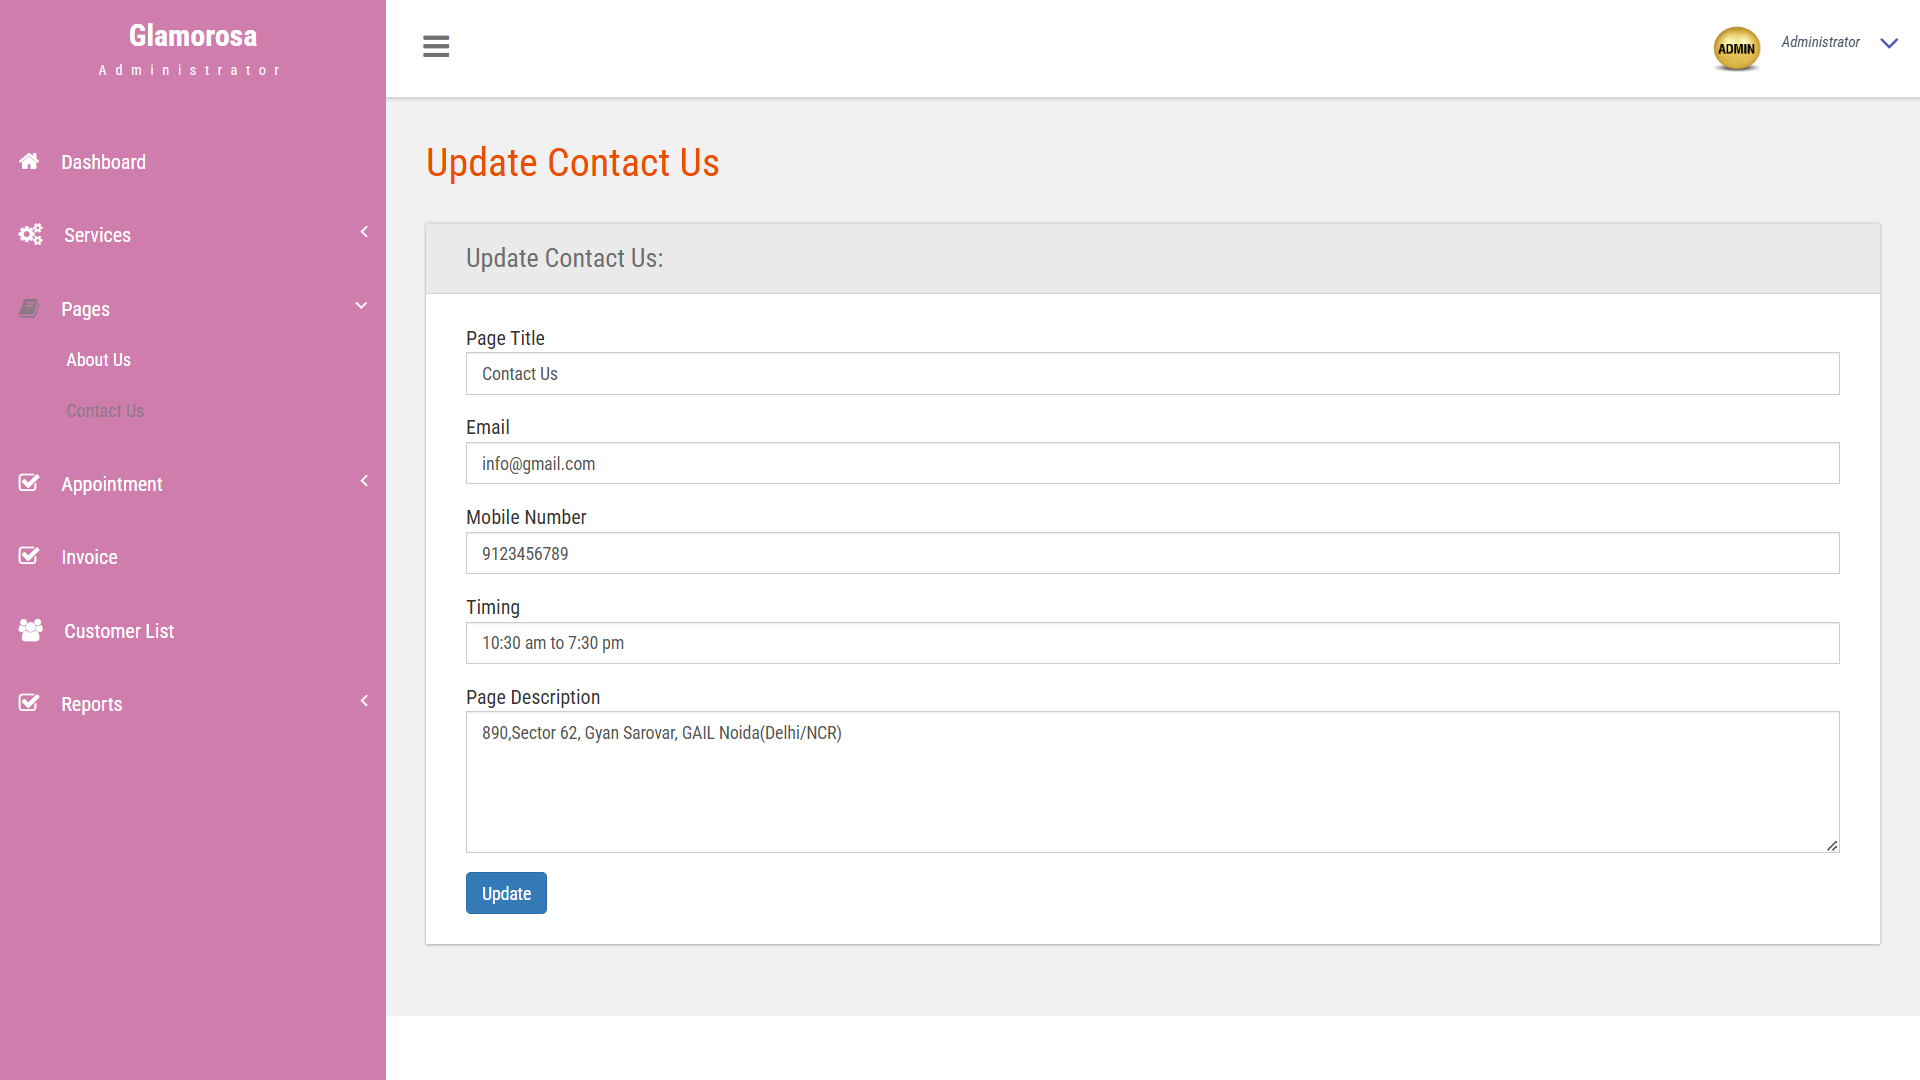 Glamorosa
Administrator
ADMIN
Administrator
Dashboard
Services
Pages
About Us
Contact Us
Appointment
Invoice
Customer List
Reports
Update Contact Us
Update Contact Us:
Page Title
Contact Us
Email
info@gmail.com
Mobile Number
9123456789
Timing
10:30 am to 7:30 pm
Page Description
890,Sector 62, Gyan Sarovar, GAIL Noida(Delhi/NCR)
Update